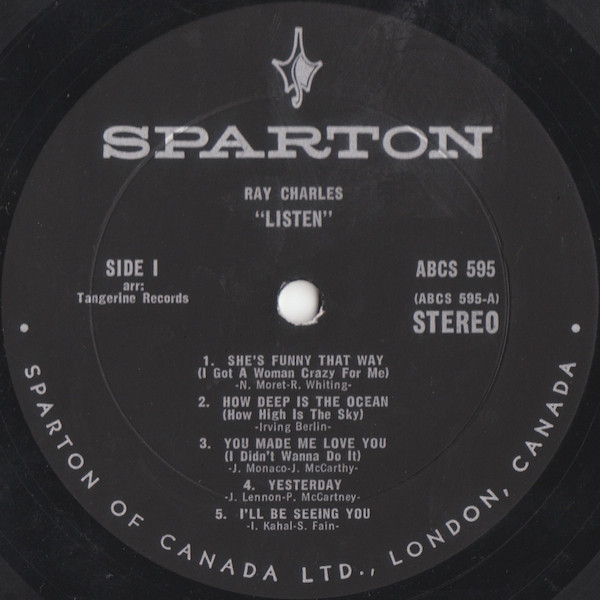 SPARTON
RAY CHARLES
"LISTEN"
SIDE I
arr:
Tangerine Records
ABCS 595
(ABCS 595-A)
STEREO
1. SHE'S FUNNY THAT WAY
(I Got A Woman Crazy For Me)
-N. Moret-R. Whiting-
2. HOW DEEP IS THE OCEAN
(How High Is The Sky)
-Irving Berlin-
3. YOU MADE ME LOVE YOU
(I Didn't Wanna Do It)
-J. Monaco-J. McCarthy-
4. YESTERDAY
-J. Lennon-P. McCartney-
5. I'LL BE SEEING YOU
-I. Kahal-S. Fain-
• SPARTON OF CANADA LTD., LONDON, CANADA •